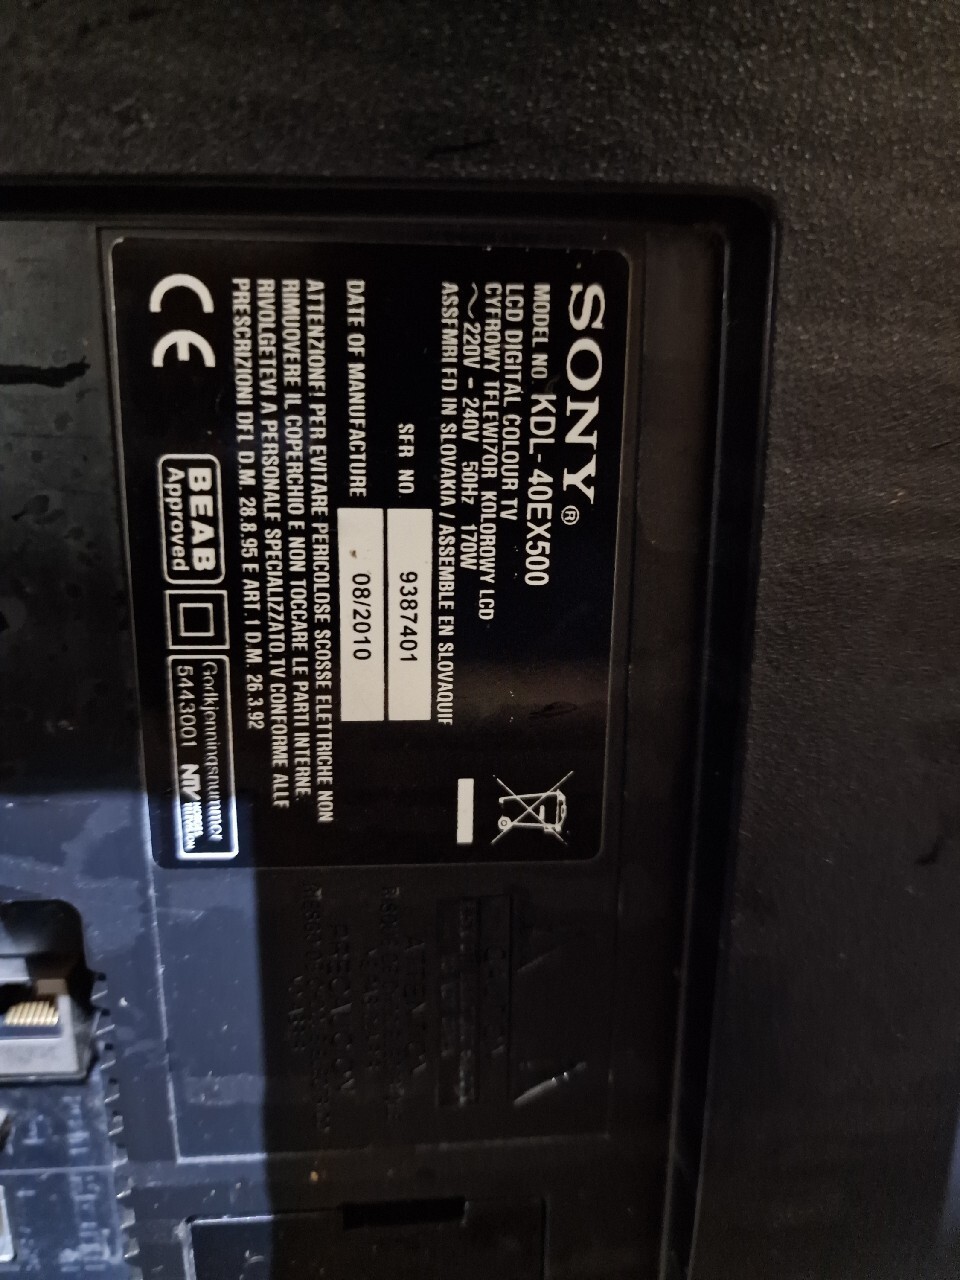 SONY®
MODEL NO. KDL-40EX500
LCD DIGITAL COLOUR TV
CYFROWY TELEWIZOR KOLOROWY LCD
~ 220V - 240V 50Hz 170W
ASSEMBLED IN SLOVAKIA / ASSEMBLE EN SLOVAQUIE
SER NO. 9387401
DATE OF MANUFACTURE 08/2010
ATTENZIONE! PER EVITARE PERICOLOSE SCOSSE ELETTRICHE NON
RIMUOVERE IL COPERCHIO E NON TOCCARE LE PARTI INTERNE.
RIVOLGETEVI A PERSONALE SPECIALIZZATO.TV CONFORME ALLE
PRESCRIZIONI DEL D.M. 28.8.95 E ART.1 D.M. 26.3.92
CE
BEAB
Approved
Godkjenningsnummer
5443001